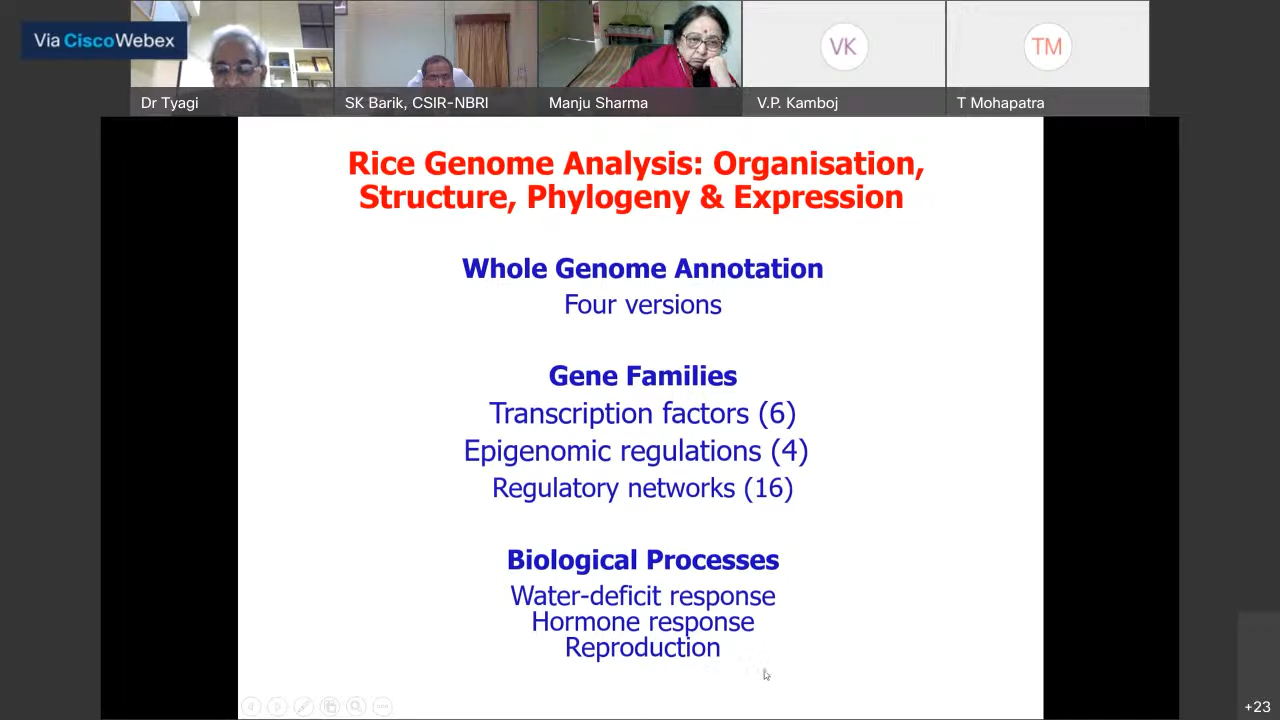 Via CiscoWebex
Dr Tyagi
SK Barik, CSIR-NBRI
Manju Sharma
VK
V.P. Kamboj
TM
T Mohapatra
Rice Genome Analysis: Organisation,
Structure, Phylogeny & Expression
Whole Genome Annotation
Four versions
Gene Families
Transcription factors (6)
Epigenomic regulations (4)
Regulatory networks (16)
Biological Processes
Water-deficit response
Hormone response
Reproduction
+23